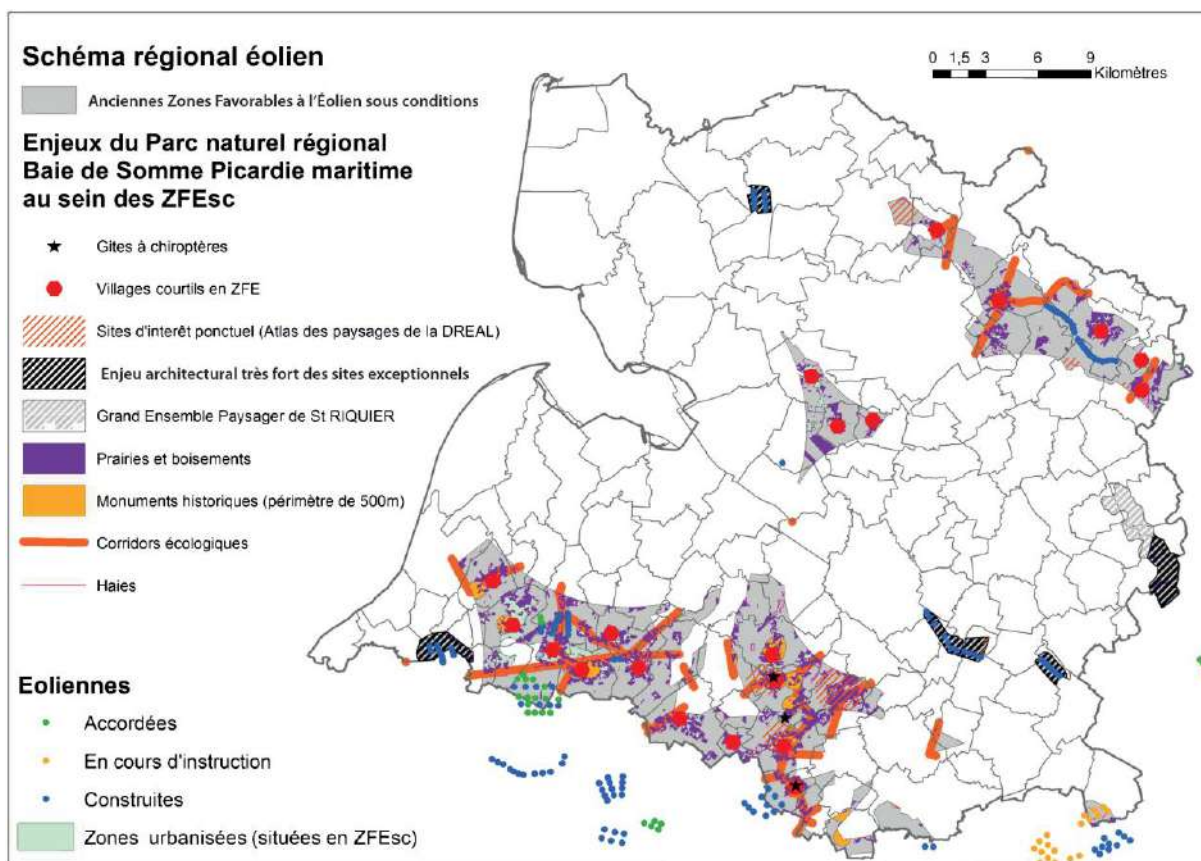 Schéma régional éolien
Anciennes Zones Favorables à l'Éolien sous conditions
Enjeux du Parc naturel régional
Baie de Somme Picardie maritime
au sein des ZFEsc
Gites à chiroptères
Villages courtils en ZFE
Sites d'intérêt ponctuel (Atlas des paysages de la DREAL)
Enjeu architectural très fort des sites exceptionnels
Grand Ensemble Paysager de St RIQUIER
Prairies et boisements
Monuments historiques (périmètre de 500m)
Corridors écologiques
Haies
Eoliennes
Accordées
En cours d'instruction
Construites
Zones urbanisées (situées en ZFEsc)
0 1,5 3 6 9
Kilomètres